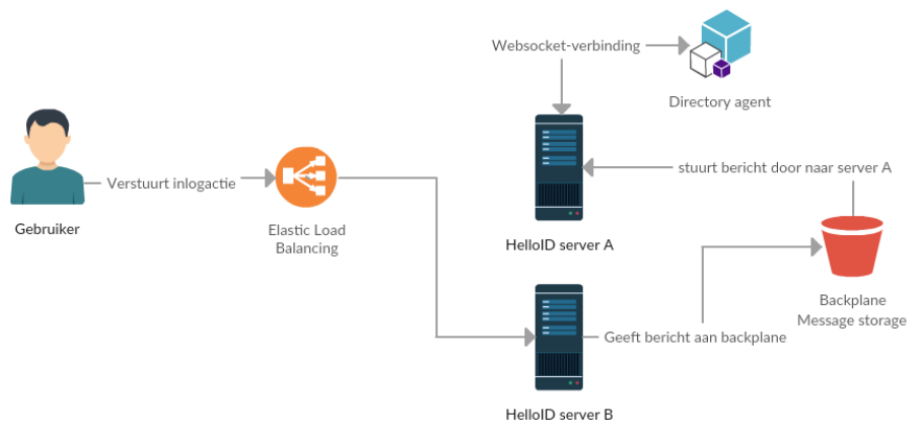 Websocket-verbinding
Directory agent
Verstuurt inlogactie
stuurt bericht door naar server A
Gebruiker
Elastic Load
Balancing
HelloID server A
Backplane
Message storage
Geeft bericht aan backplane
HelloID server B